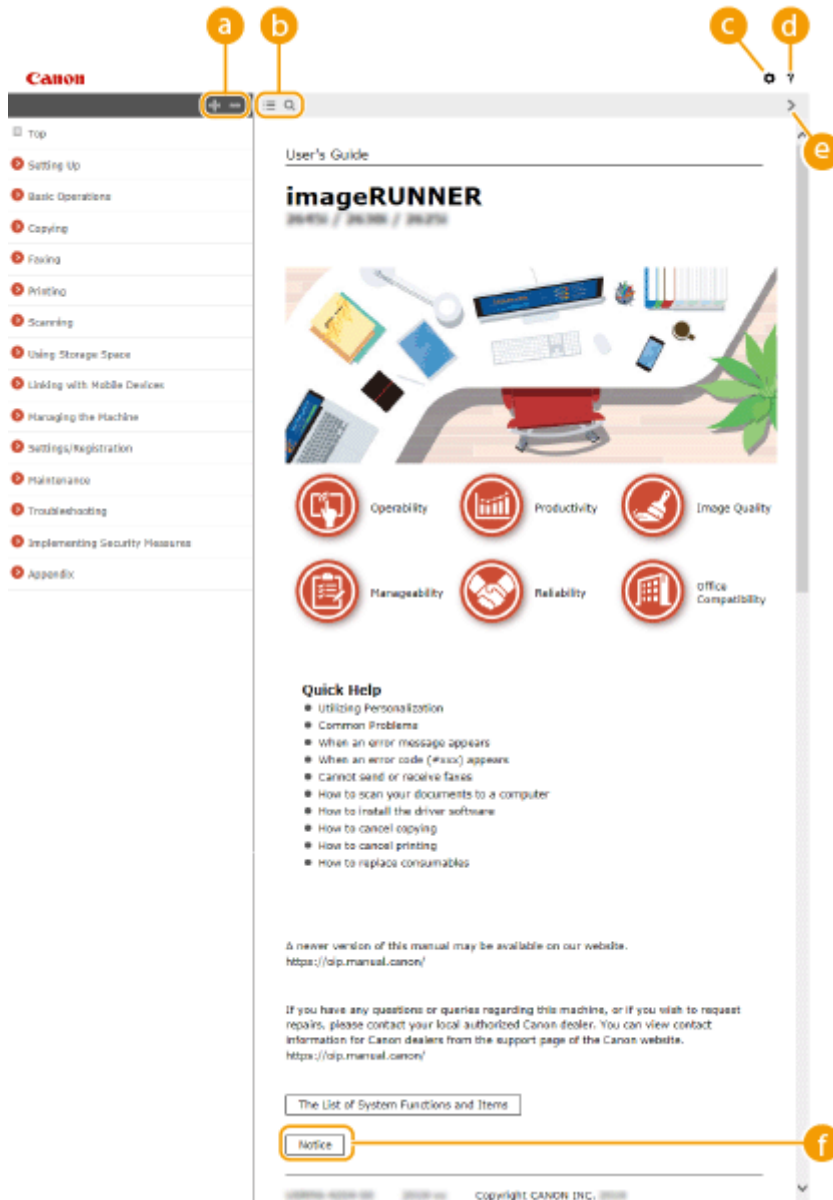 a
b
c
d
Canon
?
e
Top
Setting Up
Basic Operations
Copying
Faxing
Printing
Scanning
Using Storage Space
Linking with Mobile Devices
Managing the Machine
Settings/Registration
Maintenance
Troubleshooting
Implementing Security Measures
Appendix
User's Guide
imageRUNNER
Operability
Productivity
Image Quality
Manageability
Reliability
Office
Compatibility
Quick Help
Utilizing Personalization
Common Problems
When an error message appears
When an error code (#xxx) appears
Cannot send or receive faxes
How to scan your documents to a computer
How to install the driver software
How to cancel copying
How to cancel printing
How to replace consumables
A newer version of this manual may be available on our website.
https://oip.manual.canon/
If you have any questions or queries regarding this machine, or if you wish to request
repairs, please contact your local authorized Canon dealer. You can view contact
information for Canon dealers from the support page of the Canon website.
https://oip.manual.canon/
The List of System Functions and Items
Notice
f
Copyright CANON INC.